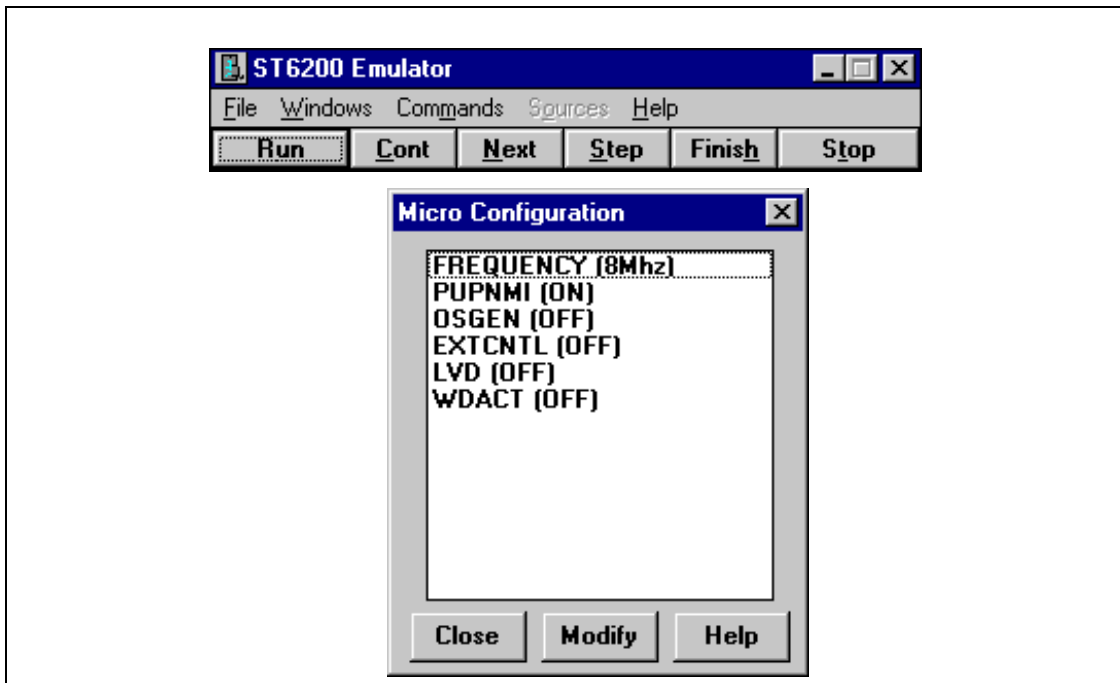 ST6200 Emulator
File Windows Commands Sources Help
Run Cont Next Step Finish Stop
Micro Configuration
FREQUENCY (8Mhz)
PUPNMI (ON)
OSGEN (OFF)
EXTCNTL (OFF)
LVD (OFF)
WDACT (OFF)
Close Modify Help